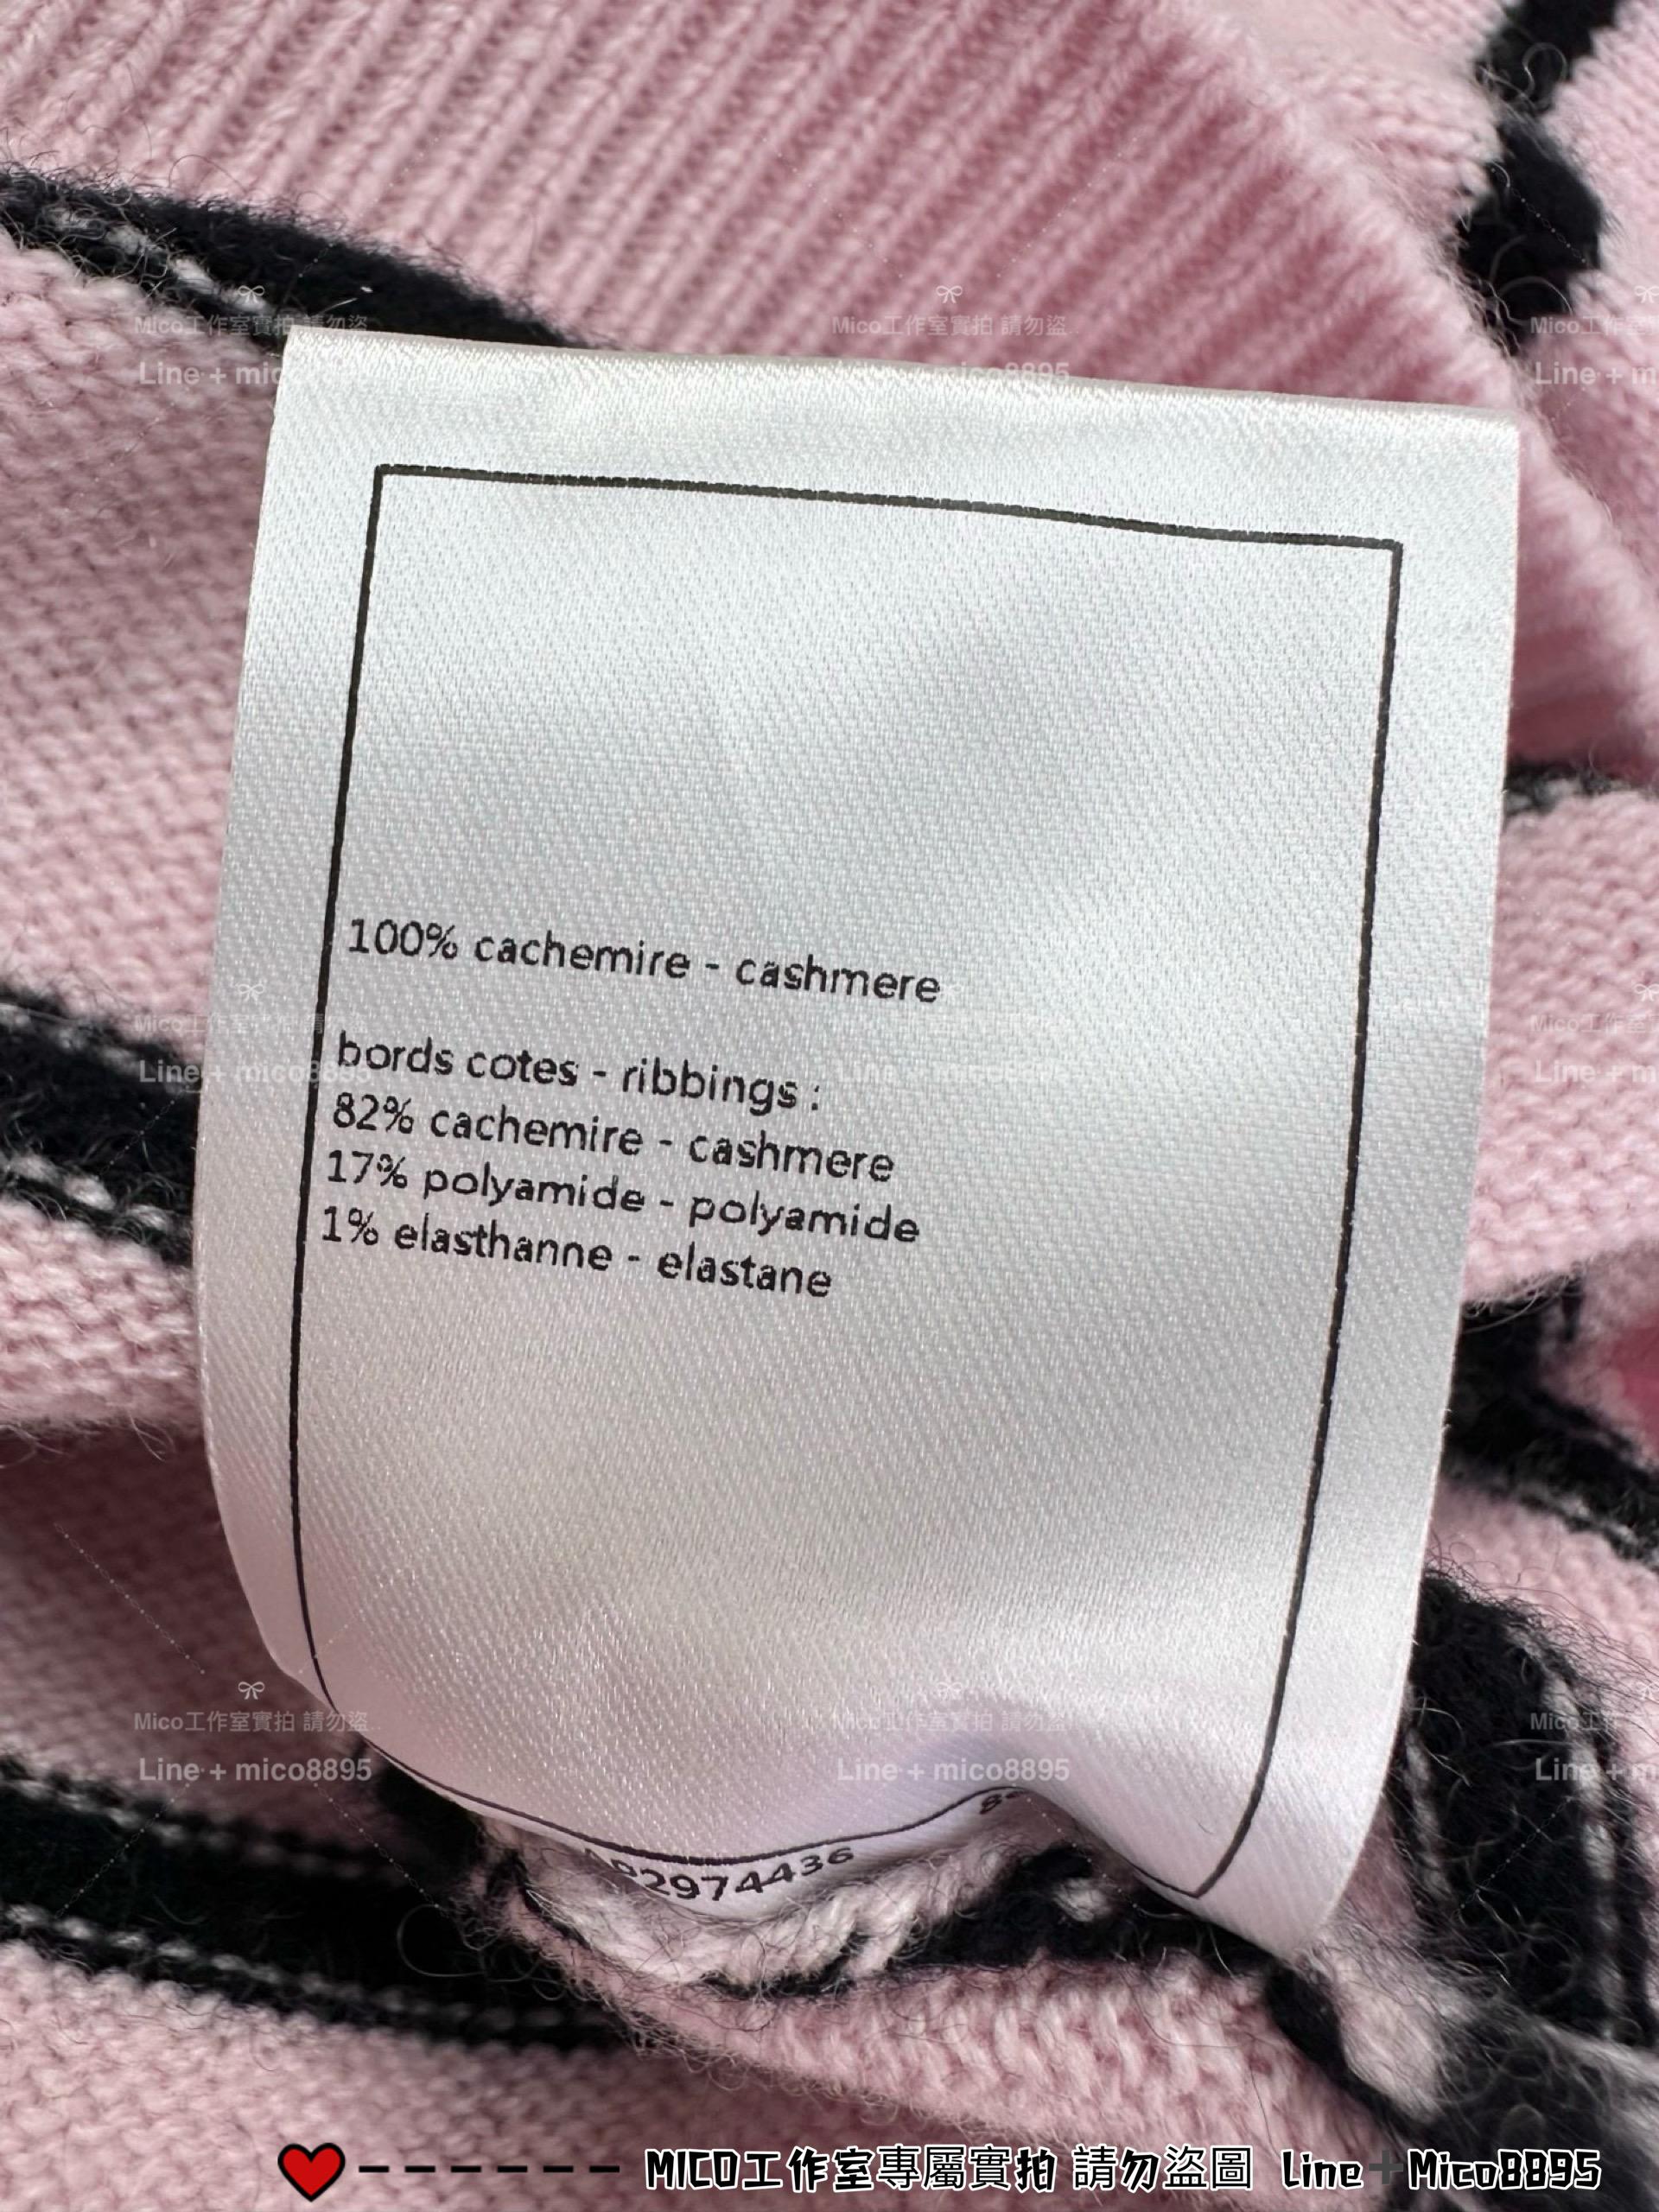 100% cachemire - cashmere
bords cotes - ribbings :
82% cachemire - cashmere
17% polyamide - polyamide
1% elasthanne - elastane
2974436
Mico工作室實拍 請勿盜
Line + mico8895
MICO工作室專屬實拍 請勿盜圖 Line+Mico8895